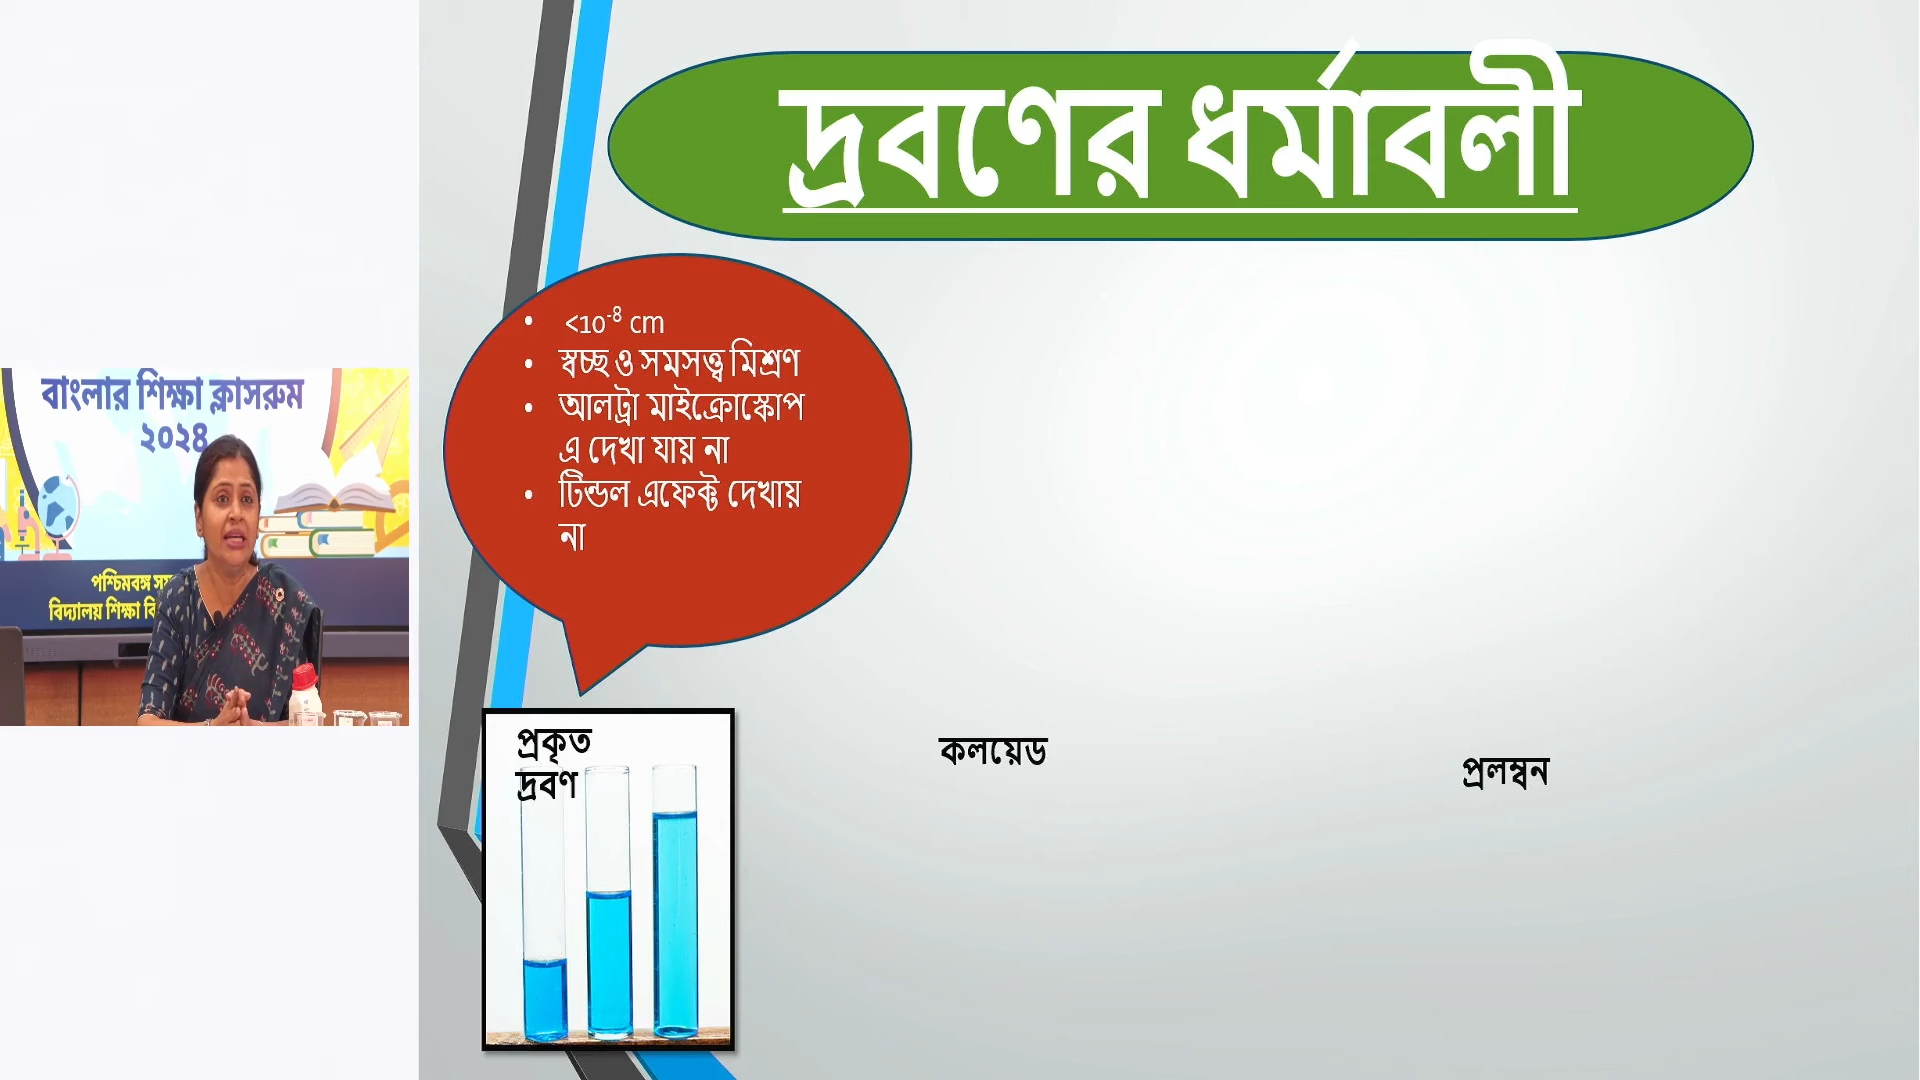 দ্রবণের ধর্মাবলী
• <10-8 cm
• স্বচ্ছ ও সমসত্ত্ব মিশ্রণ
• আলট্রা মাইক্রোস্কোপ
এ দেখা যায় না
• টিন্ডল এফেক্ট দেখায়
না
বাংলার শিক্ষা ক্লাসরুম
২০২৪
পশ্চিমবঙ্গ
বিদ্যালয় শিক্ষা
প্রকৃত
দ্রবণ
কলয়েড
প্রলম্বন